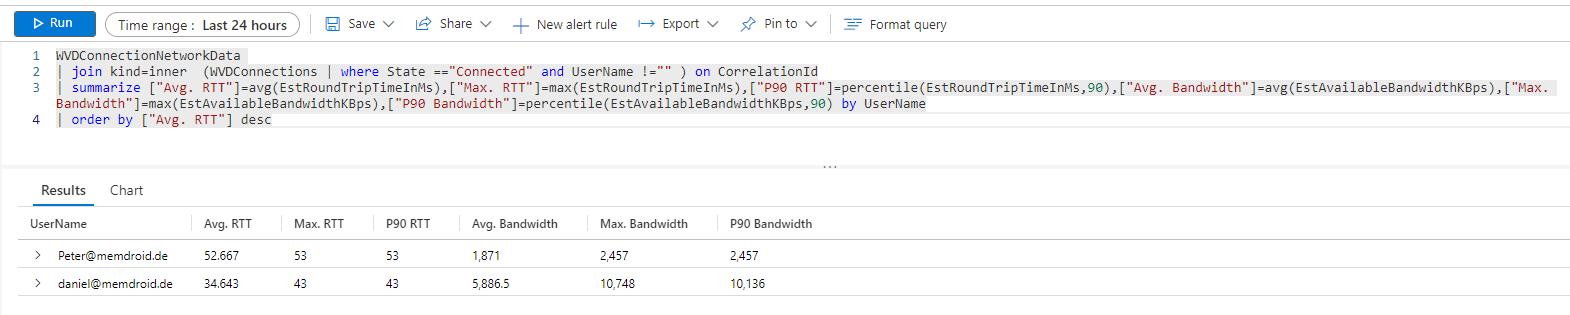 Run Time range : Last 24 hours Save Share New alert rule Export Pin to Format query
1 WVDConnectionNetworkData
2 | join kind=inner  (WVDConnections | where State =="Connected" and UserName !="" ) on CorrelationId
3 | summarize ["Avg. RTT"]=avg(EstRoundTripTimeInMs),["Max. RTT"]=max(EstRoundTripTimeInMs),["P90 RTT"]=percentile(EstRoundTripTimeInMs,90),["Avg. Bandwidth"]=avg(EstAvailableBandwidthKBps),["Max.
Bandwidth"]=max(EstAvailableBandwidthKBps),["P90 Bandwidth"]=percentile(EstAvailableBandwidthKBps,90) by UserName
4 | order by ["Avg. RTT"] desc
Results Chart
UserName Avg. RTT Max. RTT P90 RTT Avg. Bandwidth Max. Bandwidth P90 Bandwidth
Peter@memdroid.de 52.667 53 53 1,871 2,457 2,457
daniel@memdroid.de 34.643 43 43 5,886.5 10,748 10,136